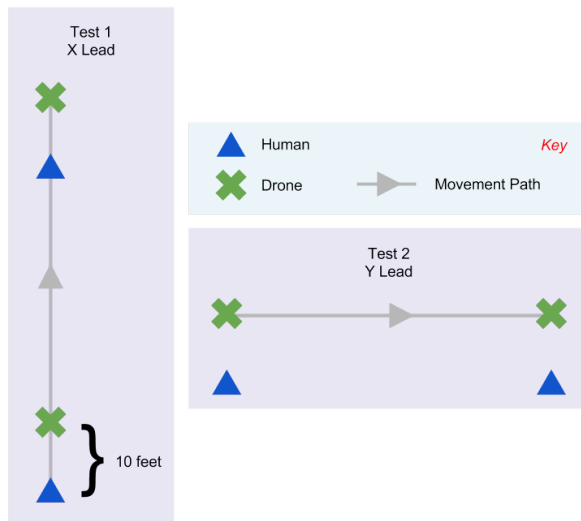 Test 1
X Lead
Human
Key
Drone
Movement Path
Test 2
Y Lead
10 feet